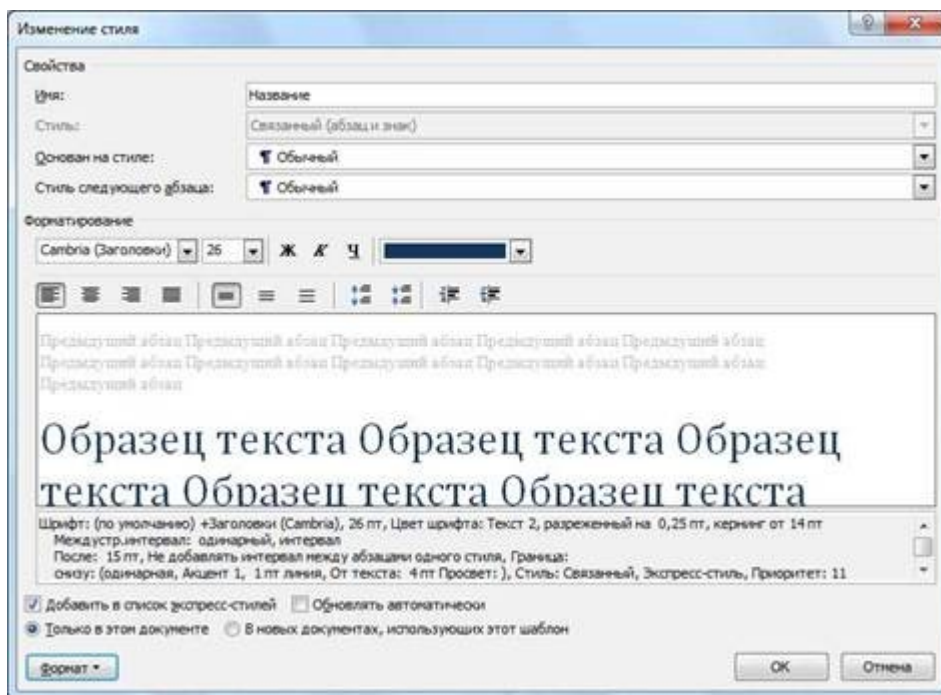 Изменение стиля
Свойства
Имя: Название
Стиль: Связанный (абзац и знак)
Основан на стиле: ¶ Обычный
Стиль следующего абзаца: ¶ Обычный
Форматирование
Cambria (Заголовки) 26 Ж К Ч
Предыдущий абзац Предыдущий абзац Предыдущий абзац Предыдущий абзац Предыдущий абзац
Предыдущий абзац Предыдущий абзац Предыдущий абзац Предыдущий абзац Предыдущий абзац
Предыдущий абзац
Образец текста Образец текста Образец
текста Образец текста Образец текста
Шрифт: (по умолчанию) +Заголовки (Cambria), 26 пт, Цвет шрифта: Текст 2, разреженный на 0,25 пт, кернинг от 14 пт
Междустр.интервал: одинарный, интервал
После: 15 пт, Не добавлять интервал между абзацами одного стиля, Граница:
снизу: (одинарная, Акцент 1, 1 пт линия, От текста: 4 пт Просвет: ), Стиль: Связанный, Экспресс-стиль, Приоритет: 11
Добавить в список экспресс-стилей Обновлять автоматически
Только в этом документе В новых документах, использующих этот шаблон
Формат OK Отмена